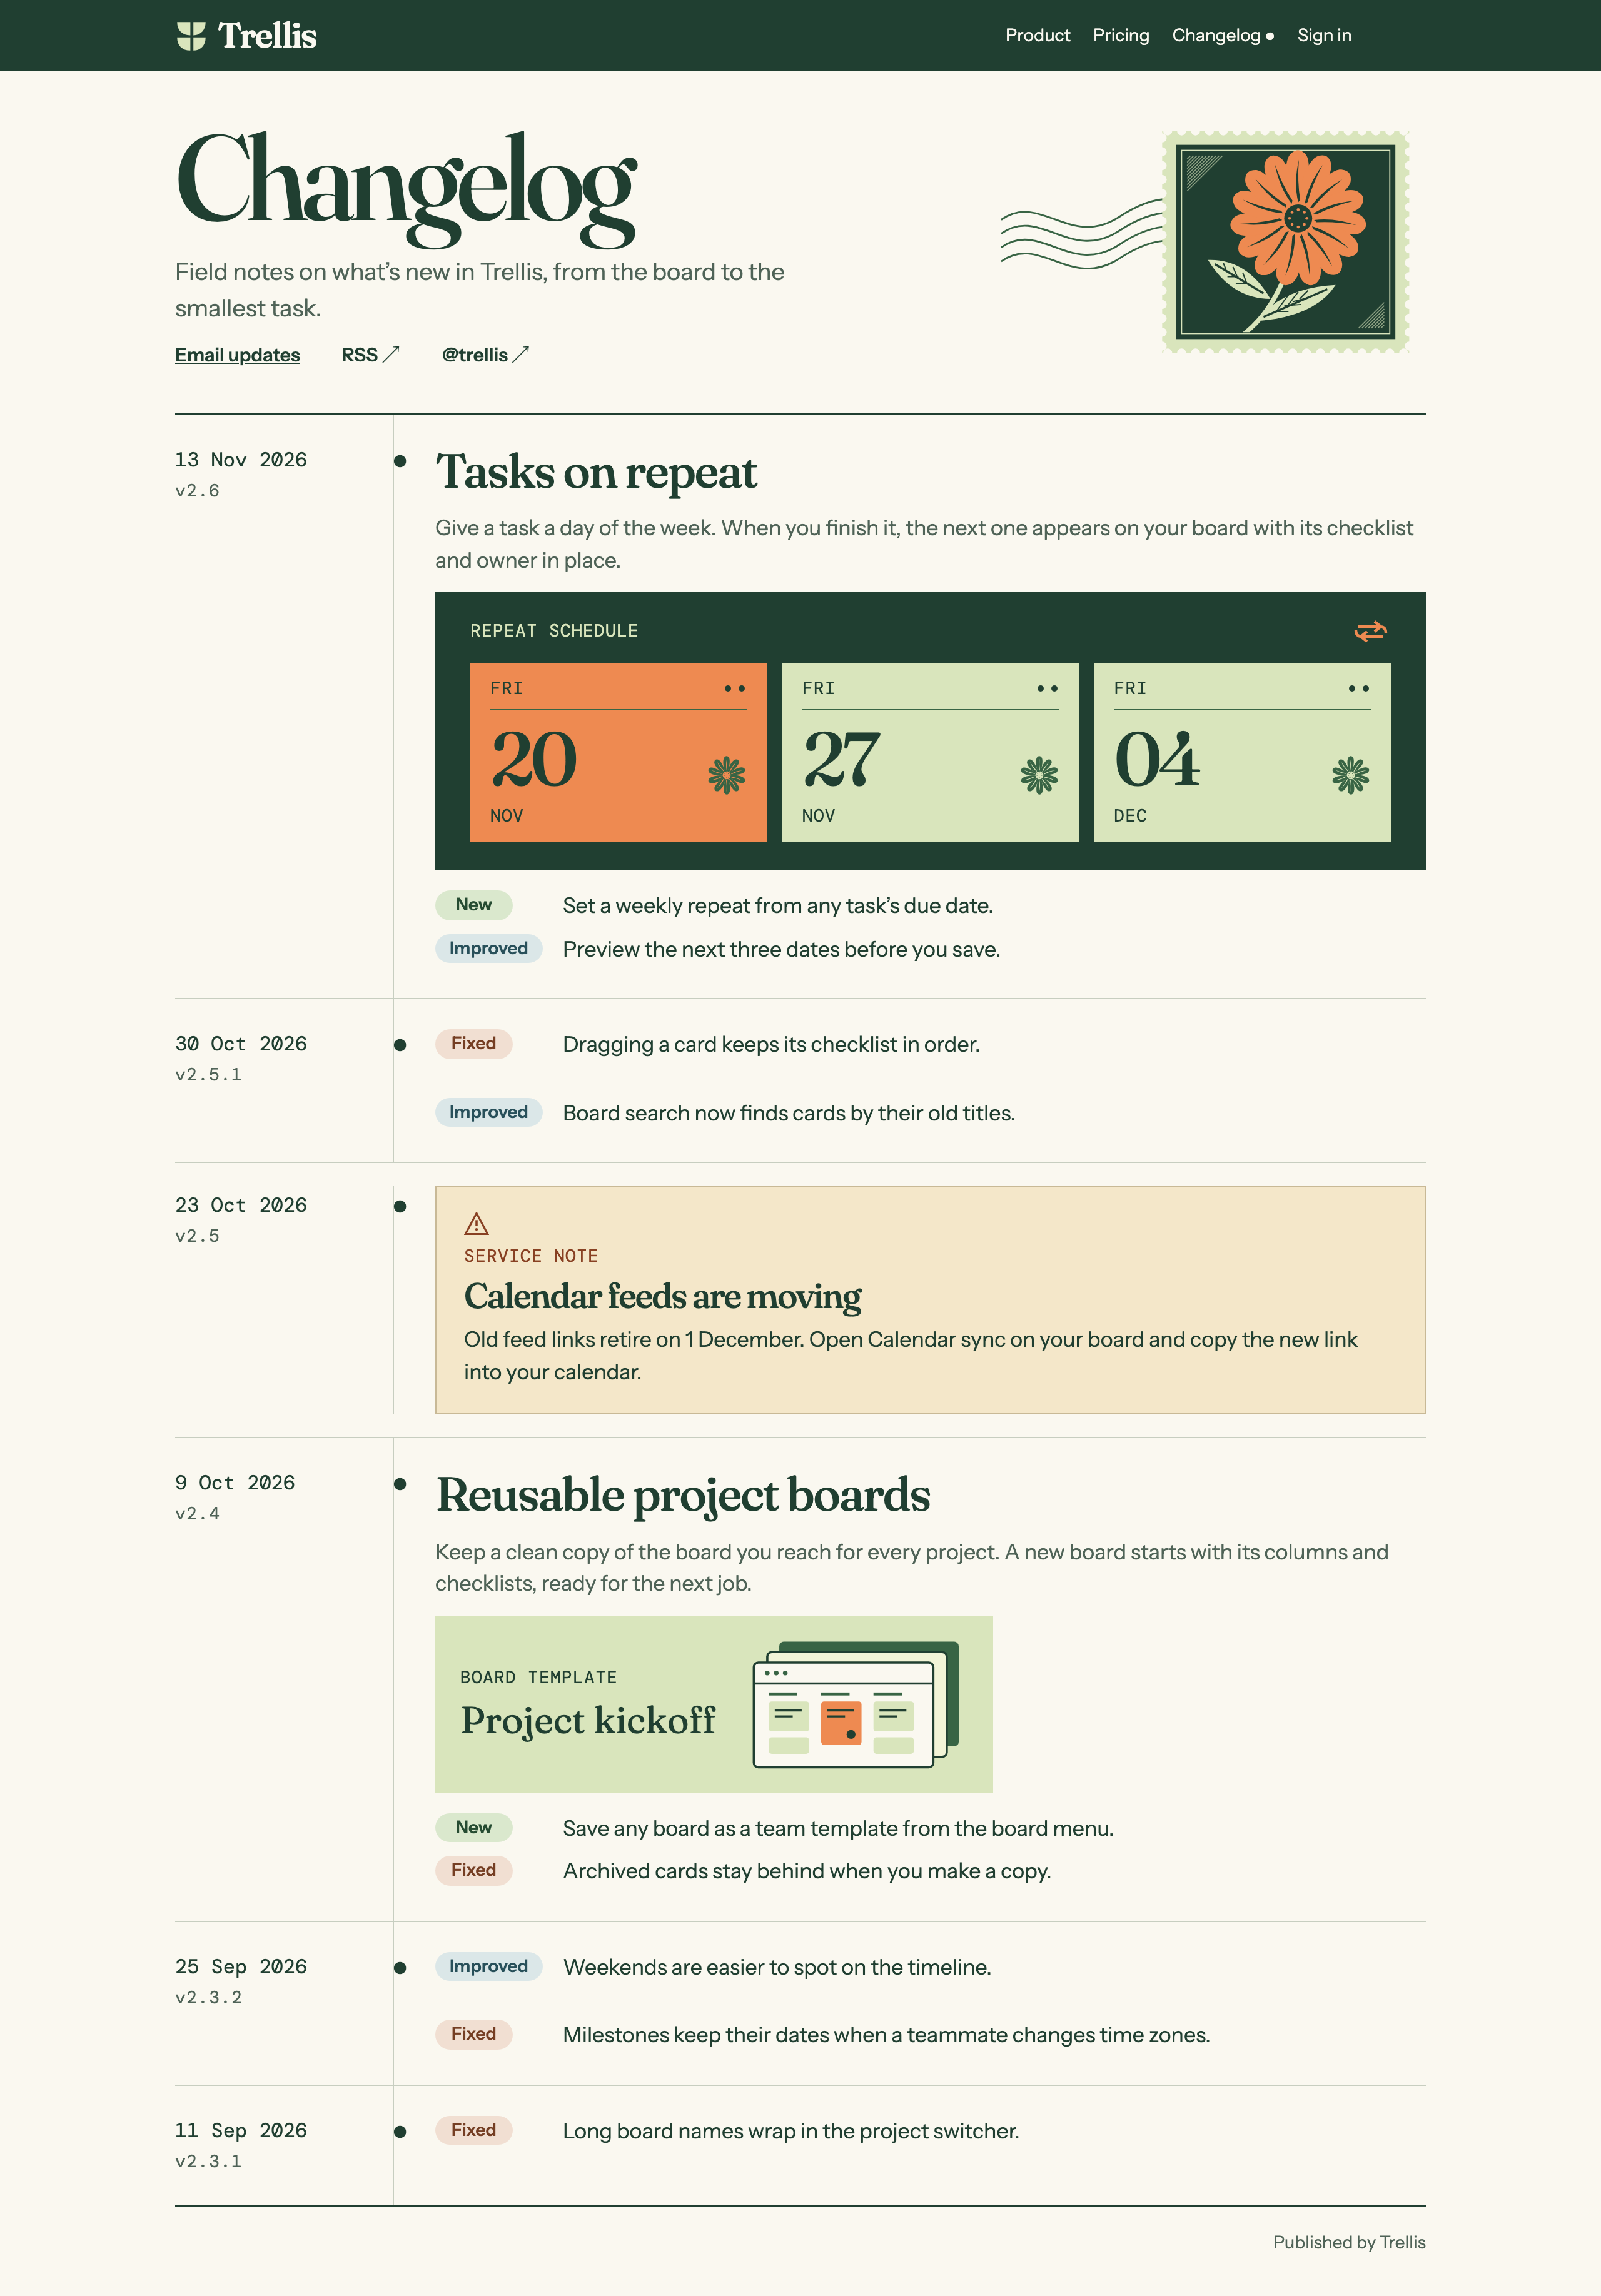 Trellis
Product Pricing Changelog Sign in
Changelog
Field notes on what’s new in Trellis, from the board to the
smallest task.
Email updates RSS @trellis
13 Nov 2026
v2.6
Tasks on repeat
Give a task a day of the week. When you finish it, the next one appears on your board with its checklist
and owner in place.
REPEAT SCHEDULE
FRI
20
NOV
FRI
27
NOV
FRI
04
DEC
New Set a weekly repeat from any task’s due date.
Improved Preview the next three dates before you save.
30 Oct 2026
v2.5.1
Fixed Dragging a card keeps its checklist in order.
Improved Board search now finds cards by their old titles.
23 Oct 2026
v2.5
SERVICE NOTE
Calendar feeds are moving
Old feed links retire on 1 December. Open Calendar sync on your board and copy the new link
into your calendar.
9 Oct 2026
v2.4
Reusable project boards
Keep a clean copy of the board you reach for every project. A new board starts with its columns and
checklists, ready for the next job.
BOARD TEMPLATE
Project kickoff
New Save any board as a team template from the board menu.
Fixed Archived cards stay behind when you make a copy.
25 Sep 2026
v2.3.2
Improved Weekends are easier to spot on the timeline.
Fixed Milestones keep their dates when a teammate changes time zones.
11 Sep 2026
v2.3.1
Fixed Long board names wrap in the project switcher.
Published by Trellis